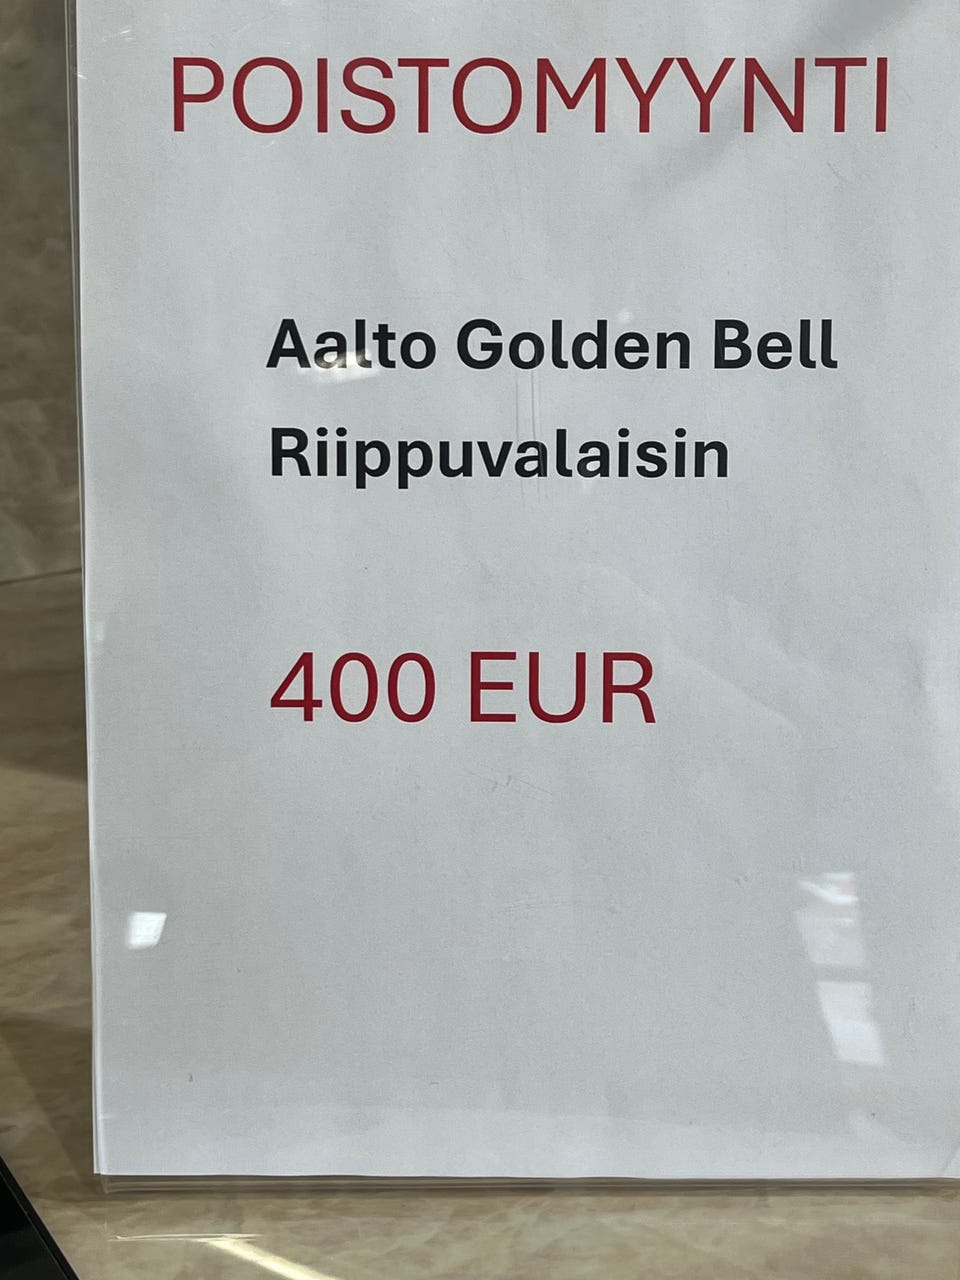 POISTOMYYNTI
Aalto Golden Bell
Riippuvalaisin
400 EUR